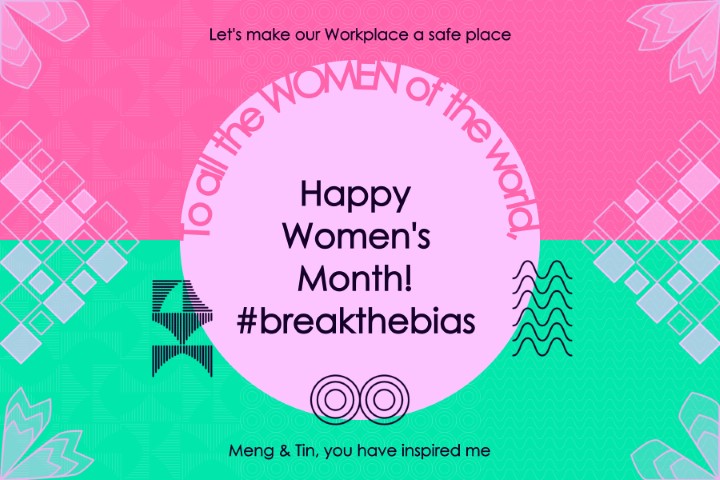 Let's make our Workplace a safe place
To all the WOMEN of the world,
Happy
Women's
Month!
#breakthebias
Meng & Tin, you have inspired me